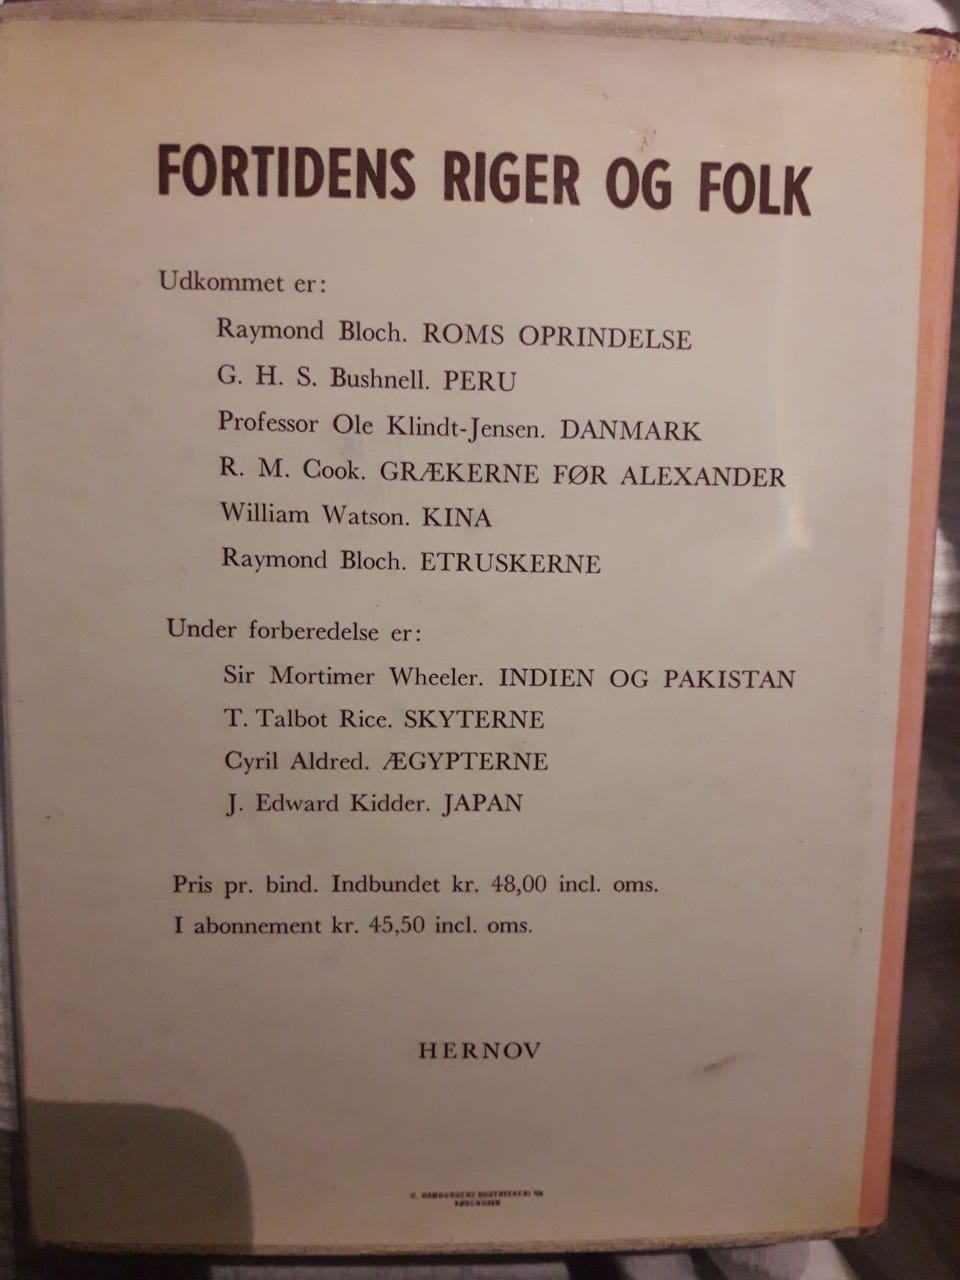 FORTIDENS RIGER OG FOLK
Udkommet er:
Raymond Bloch. ROMS OPRINDELSE
G. H. S. Bushnell. PERU
Professor Ole Klindt-Jensen. DANMARK
R. M. Cook. GRÆKERNE FØR ALEXANDER
William Watson. KINA
Raymond Bloch. ETRUSKERNE
Under forberedelse er:
Sir Mortimer Wheeler. INDIEN OG PAKISTAN
T. Talbot Rice. SKYTERNE
Cyril Aldred. ÆGYPTERNE
J. Edward Kidder. JAPAN
Pris pr. bind. Indbundet kr. 48,00 incl. oms.
I abonnement kr. 45,50 incl. oms.
HERNOV
KØBENHAVN